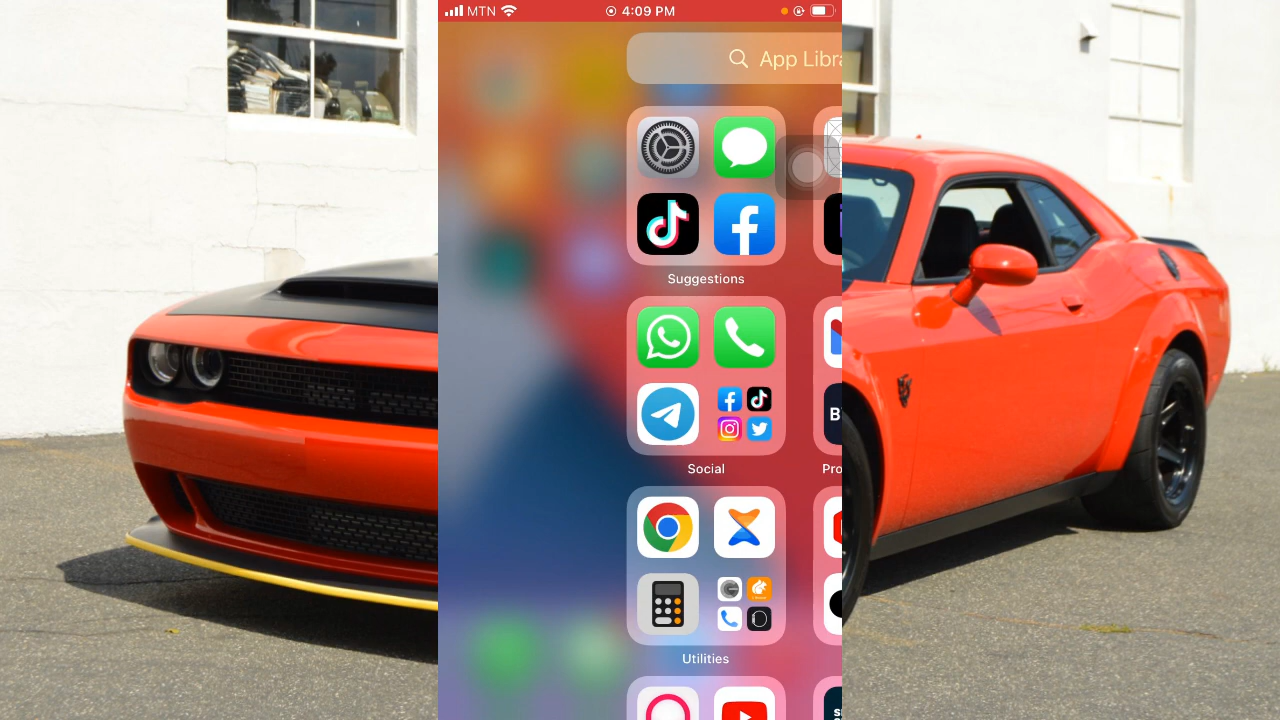 MTN 4:09 PM
App Libra
Suggestions
Social
Pro
Utilities